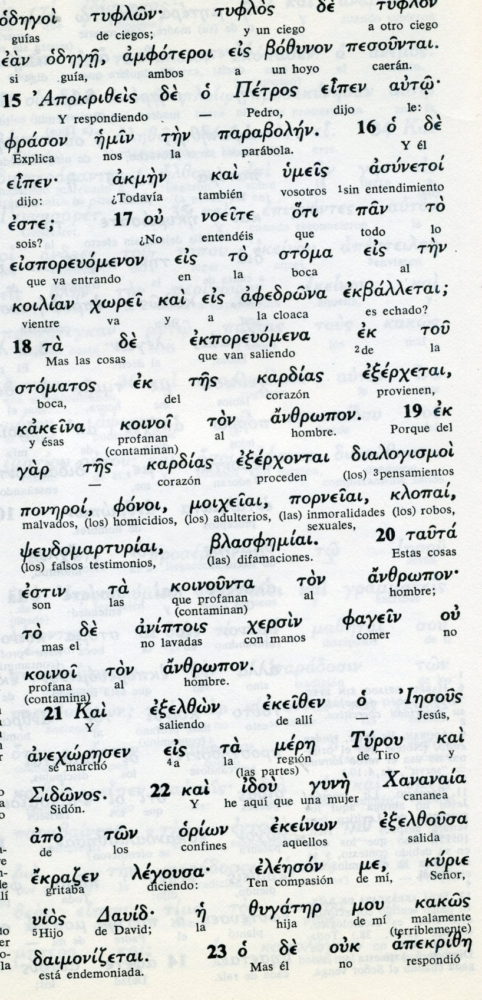 ὁδηγοὶ τυφλῶν· τυφλὸς δὲ τυφλὸν
guías de ciegos; y un ciego a otro ciego
ἐὰν ὁδηγῇ, ἀμφότεροι εἰς βόθυνον πεσοῦνται.
si guía, ambos a un hoyo caerán.
15 Ἀποκριθεὶς δὲ ὁ Πέτρος εἶπεν αὐτῷ·
Y respondiendo — Pedro, dijo le:
φράσον ἡμῖν τὴν παραβολήν. 16 ὁ δὲ
Explica nos la parábola. Y él
εἶπεν· ἀκμὴν καὶ ὑμεῖς ἀσύνετοί
dijo: ¿Todavía también vosotros 1sin entendimiento
ἐστε; 17 οὐ νοεῖτε ὅτι πᾶν τὸ
sois? ¿No entendéis que todo lo
εἰσπορευόμενον εἰς τὸ στόμα εἰς τὴν
que va entrando en la boca al
κοιλίαν χωρεῖ καὶ εἰς ἀφεδρῶνα ἐκβάλλεται;
vientre va y a la cloaca es echado?
18 τὰ δὲ ἐκπορευόμενα ἐκ τοῦ
Mas las cosas que van saliendo 2de la
στόματος ἐκ τῆς καρδίας ἐξέρχεται,
boca, del corazón provienen,
κἀκεῖνα κοινοῖ τὸν ἄνθρωπον. 19 ἐκ
y ésas profanan al hombre. Porque del
(contaminan)
γαρ τῆς καρδίας ἐξέρχονται διαλογισμοὶ
— corazón proceden (los) 3pensamientos
πονηροί, φόνοι, μοιχεῖαι, πορνεῖαι, κλοπαί,
malvados, (los) homicidios, (los) adulterios, (las) inmoralidades (los) robos,
sexuales,
ψευδομαρτυρίαι, βλασφημίαι. 20 ταῦτά
(los) falsos testimonios, (las) difamaciones. Estas cosas
ἐστιν τὰ κοινοῦντα τὸν ἄνθρωπον·
son las que profanan al hombre;
(contaminan)
τὸ δὲ ἀνίπτοις χερσὶν φαγεῖν οὐ
mas el no lavadas con manos comer no
κοινοῖ τὸν ἄνθρωπον.
profana al hombre.
(contamina)
21 Καὶ ἐξελθὼν ἐκεῖθεν ὁ Ἰησοῦς
Y saliendo de allí — Jesús,
ἀνεχώρησεν εἰς τὰ μέρη Τύρου καὶ
se marchó 4a la región de Tiro y
(las partes)
Σιδῶνος. 22 καὶ ἰδοὺ γυνὴ Χαναναία
Sidón. Y he aquí que una mujer cananea
ἀπὸ τῶν ὁρίων ἐκείνων ἐξελθοῦσα
de los confines aquellos salida
ἔκραζεν λέγουσα· ἐλέησόν με, κύριε
gritaba diciendo: Ten compasión de mí, Señor,
υἱὸς Δαυίδ· ἡ θυγάτηρ μου κακῶς
5Hijo de David; la hija de mí malamente
(terriblemente)
δαιμονίζεται. 23 ὁ δὲ οὐκ ἀπεκρίθη
está endemoniada. Mas él no respondió